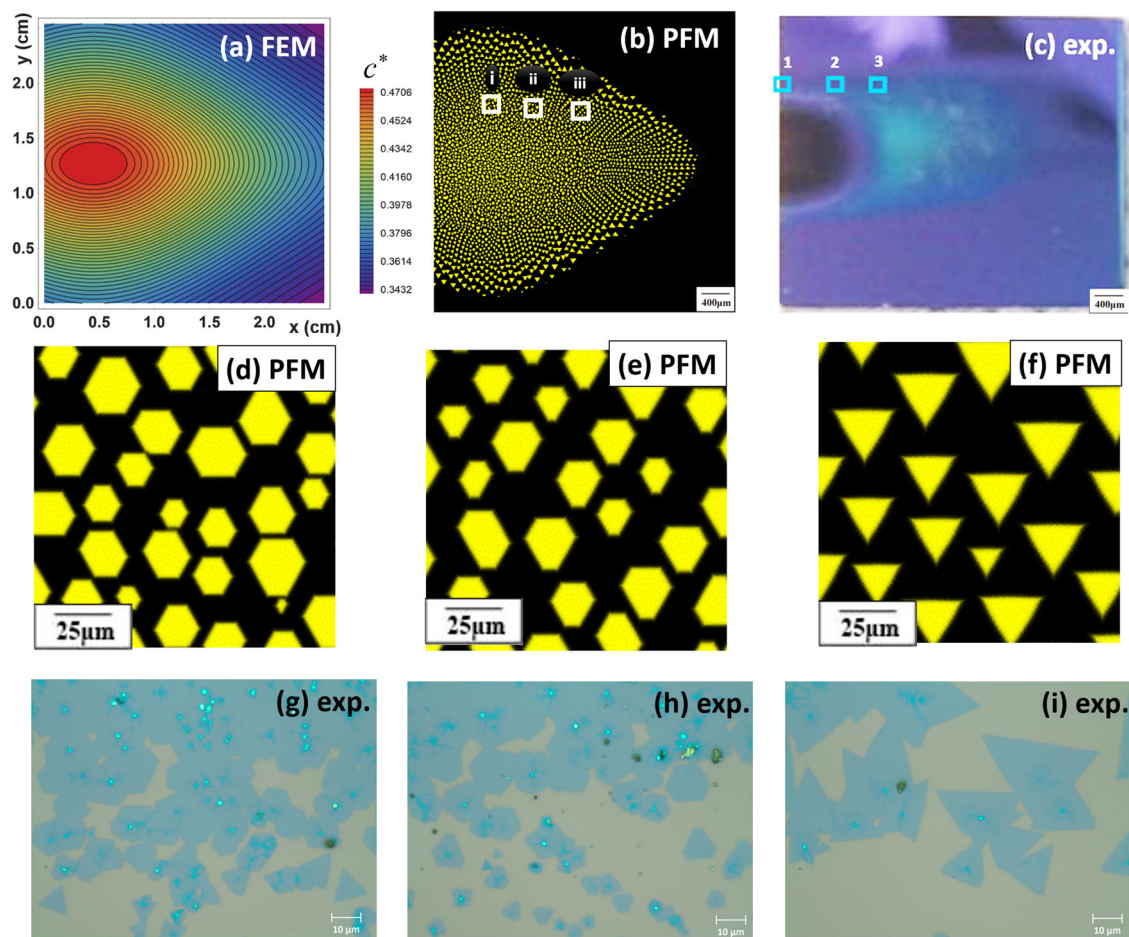 y (cm)
2.0
1.5
1.0
0.5
0.0
0.0 0.5 1.0 1.5 2.0 x (cm)
(a) FEM
c*
0.4706
0.4524
0.4342
0.4160
0.3978
0.3796
0.3614
0.3432
(b) PFM
i ii iii
400μm
(c) exp.
1 2 3
400μm
(d) PFM
25μm
(e) PFM
25μm
(f) PFM
25μm
(g) exp.
10 μm
(h) exp.
10 μm
(i) exp.
10 μm